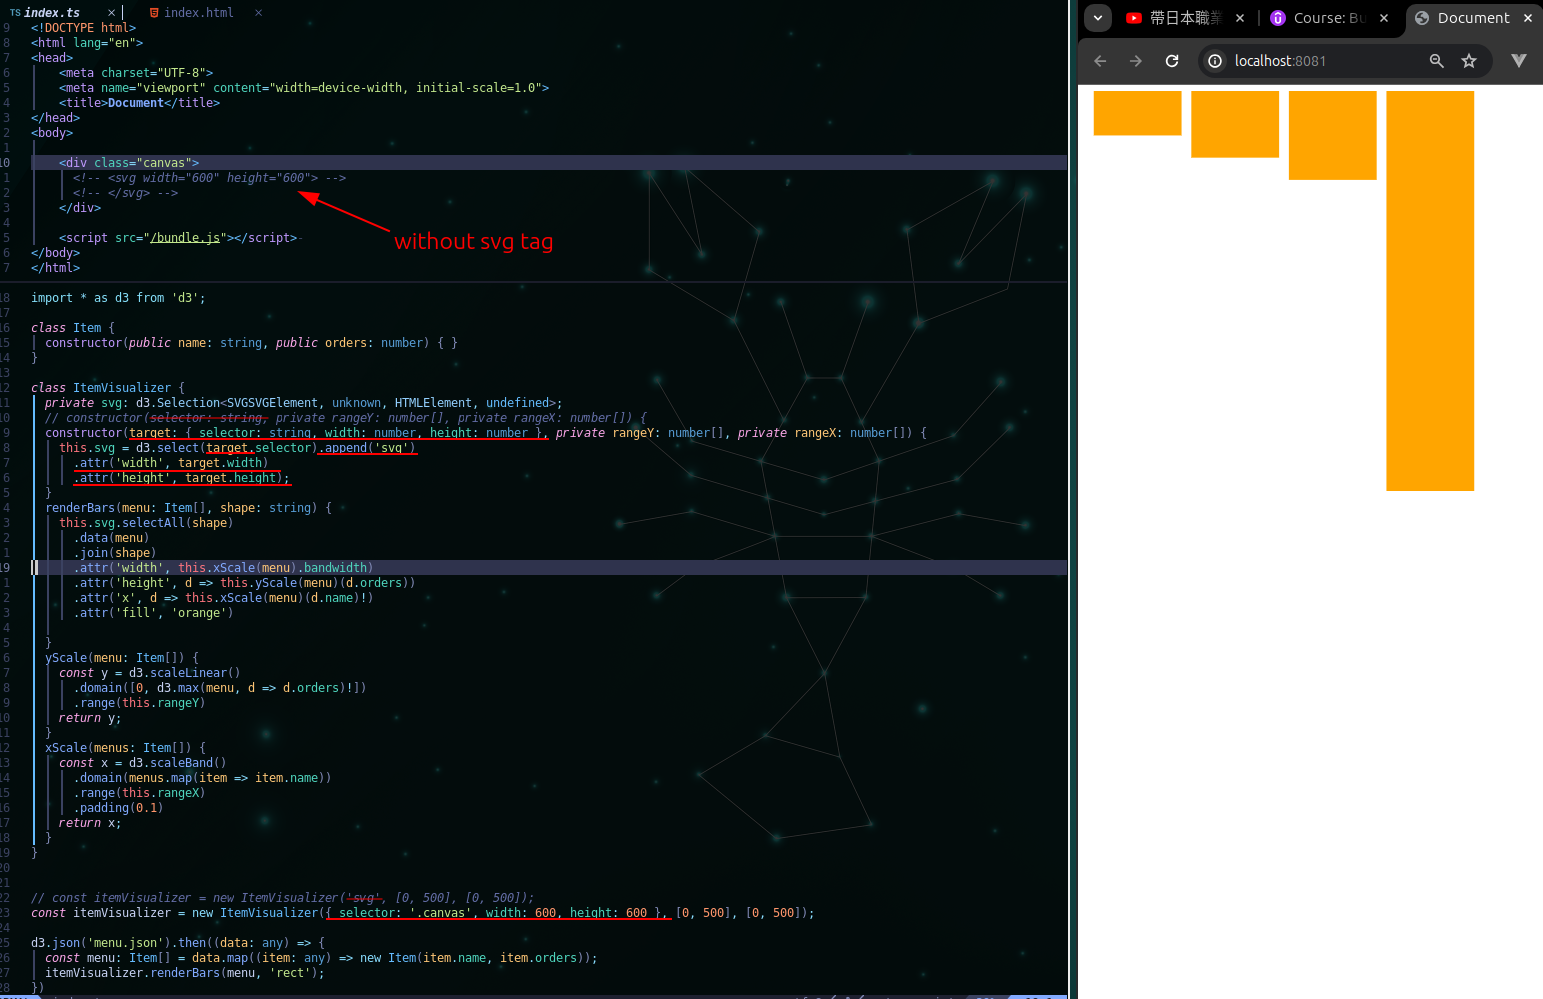 TS index.ts × index.html ×
9 <!DOCTYPE html>
8 <html lang="en">
7 <head>
6 <meta charset="UTF-8">
5 <meta name="viewport" content="width=device-width, initial-scale=1.0">
4 <title>Document</title>
3 </head>
2 <body>
1
10 <div class="canvas">
1 <!-- <svg width="600" height="600"> -->
2 <!-- </svg> -->
3 </div>
4
without svg tag
5 <script src="/bundle.js"></script>
6 </body>
7 </html>
18 import * as d3 from 'd3';
17
16 class Item {
15 constructor(public name: string, public orders: number) { }
14 }
13
12 class ItemVisualizer {
11 private svg: d3.Selection<SVGSVGElement, unknown, HTMLElement, undefined>;
10 // constructor(selector: string, private rangeY: number[], private rangeX: number[]) {
9 constructor(target: { selector: string, width: number, height: number }, private rangeY: number[], private rangeX: number[]) {
8 this.svg = d3.select(target.selector).append('svg')
7 .attr('width', target.width)
6 .attr('height', target.height);
5 }
4 renderBars(menu: Item[], shape: string) {
3 this.svg.selectAll(shape)
2 .data(menu)
1 .join(shape)
19 .attr('width', this.xScale(menu).bandwidth)
1 .attr('height', d => this.yScale(menu)(d.orders))
2 .attr('x', d => this.xScale(menu)(d.name)!)
3 .attr('fill', 'orange')
4
5 }
6 yScale(menu: Item[]) {
7 const y = d3.scaleLinear()
8 .domain([0, d3.max(menu, d => d.orders)!])
9 .range(this.rangeY)
10 return y;
11 }
12 xScale(menus: Item[]) {
13 const x = d3.scaleBand()
14 .domain(menus.map(item => item.name))
15 .range(this.rangeX)
16 .padding(0.1)
17 return x;
18 }
19 }
20
21
22 // const itemVisualizer = new ItemVisualizer('svg', [0, 500], [0, 500]);
23 const itemVisualizer = new ItemVisualizer({ selector: '.canvas', width: 600, height: 600 }, [0, 500], [0, 500]);
24
25 d3.json('menu.json').then((data: any) => {
26 const menu: Item[] = data.map((item: any) => new Item(item.name, item.orders));
27 itemVisualizer.renderBars(menu, 'rect');
28 })
帶日本職業 × Course: Bu × Document ×
localhost:8081